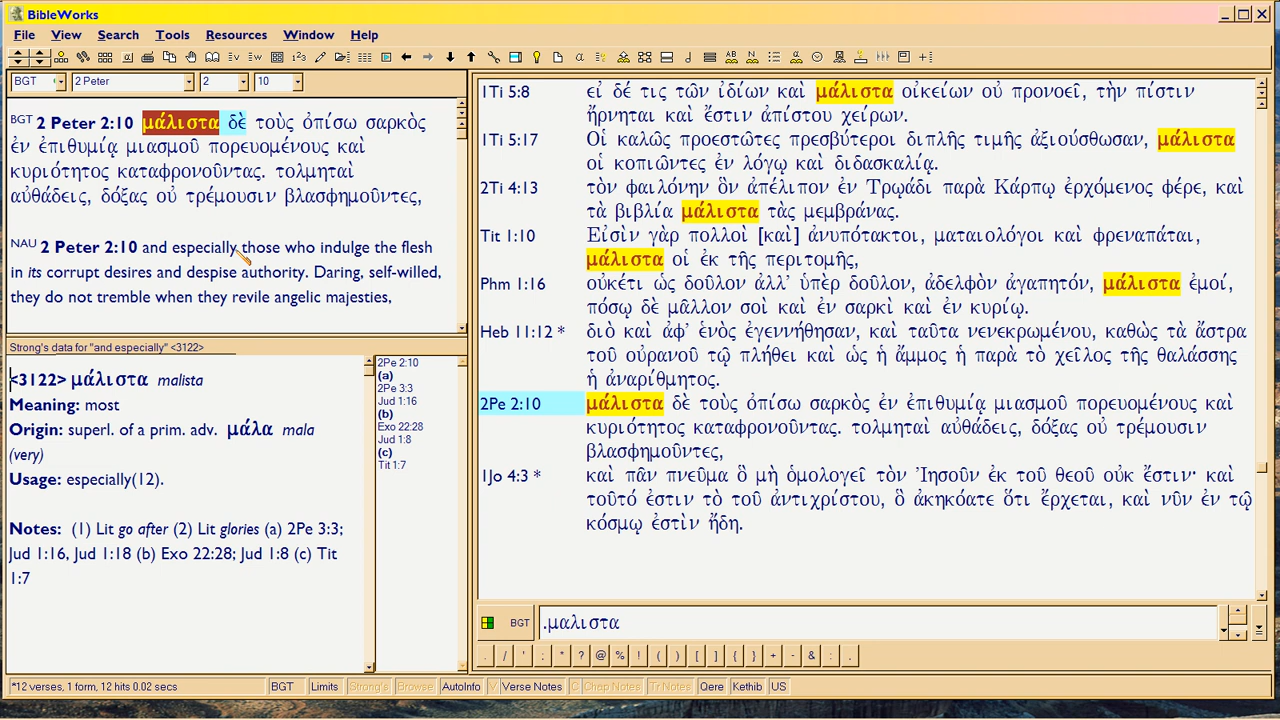 BibleWorks
File View Search Tools Resources Window Help
BGT 2 Peter 2 10
BGT 2 Peter 2:10 μάλιστα δὲ τοὺς ὀπίσω σαρκὸς
ἐν ἐπιθυμίᾳ μιασμοῦ πορευομένους καὶ
κυριότητος καταφρονοῦντας. τολμηταὶ
αὐθάδεις, δόξας οὐ τρέμουσιν βλασφημοῦντες,
NAU 2 Peter 2:10 and especially those who indulge the flesh
in its corrupt desires and despise authority. Daring, self-willed,
they do not tremble when they revile angelic majesties,
Strong's data for "and especially" <3122>
<3122> μάλιστα malista
Meaning: most
Origin: superl. of a prim. adv. μάλα mala
(very)
Usage: especially(12).
Notes: (1) Lit go after (2) Lit glories (a) 2Pe 3:3;
Jud 1:16, Jud 1:18 (b) Exo 22:28; Jud 1:8 (c) Tit
1:7
2Pe 2:10
(a)
2Pe 3:3
Jud 1:16
(b)
Exo 22:28
Jud 1:8
(c)
Tit 1:7
1Ti 5:8 εἰ δέ τις τῶν ἰδίων καὶ μάλιστα οἰκείων οὐ προνοεῖ, τὴν πίστιν
ἤρνηται καὶ ἔστιν ἀπίστου χείρων.
1Ti 5:17 Οἱ καλῶς προεστῶτες πρεσβύτεροι διπλῆς τιμῆς ἀξιούσθωσαν, μάλιστα
οἱ κοπιῶντες ἐν λόγῳ καὶ διδασκαλίᾳ.
2Ti 4:13 τὸν φαιλόνην ὃν ἀπέλιπον ἐν Τρῳάδι παρὰ Κάρπῳ ἐρχόμενος φέρε, καὶ
τὰ βιβλία μάλιστα τὰς μεμβράνας.
Tit 1:10 Εἰσὶν γὰρ πολλοὶ [καὶ] ἀνυπότακτοι, ματαιολόγοι καὶ φρεναπάται,
μάλιστα οἱ ἐκ τῆς περιτομῆς,
Phm 1:16 οὐκέτι ὡς δοῦλον ἀλλ’ ὑπὲρ δοῦλον, ἀδελφὸν ἀγαπητόν, μάλιστα ἐμοί,
πόσῳ δὲ μᾶλλον σοὶ καὶ ἐν σαρκὶ καὶ ἐν κυρίῳ.
Heb 11:12 * διὸ καὶ ἀφ’ ἑνὸς ἐγεννήθησαν, καὶ ταῦτα νενεκρωμένου, καθὼς τὰ ἄστρα
τοῦ οὐρανοῦ τῷ πλήθει καὶ ὡς ἡ ἄμμος ἡ παρὰ τὸ χεῖλος τῆς θαλάσσης
ἡ ἀναρίθμητος.
2Pe 2:10 μάλιστα δὲ τοὺς ὀπίσω σαρκὸς ἐν ἐπιθυμίᾳ μιασμοῦ πορευομένους καὶ
κυριότητος καταφρονοῦντας. τολμηταὶ αὐθάδεις, δόξας οὐ τρέμουσιν
βλασφημοῦντες,
1Jo 4:3 * καὶ πᾶν πνεῦμα ὃ μὴ ὁμολογεῖ τὸν Ἰησοῦν ἐκ τοῦ θεοῦ οὐκ ἔστιν· καὶ
τοῦτό ἐστιν τὸ τοῦ ἀντιχρίστου, ὃ ἀκηκόατε ὅτι ἔρχεται, καὶ νῦν ἐν τῷ
κόσμῳ ἐστὶν ἤδη.
BGT .μαλιστα
. / ' ; * ? @ % ! ( ) [ ] { } + - & : .
*12 verses, 1 form, 12 hits 0.02 secs BGT Limits Strong's Browse AutoInfo V Verse Notes C Chap Notes Tr Notes Qere Kethib US